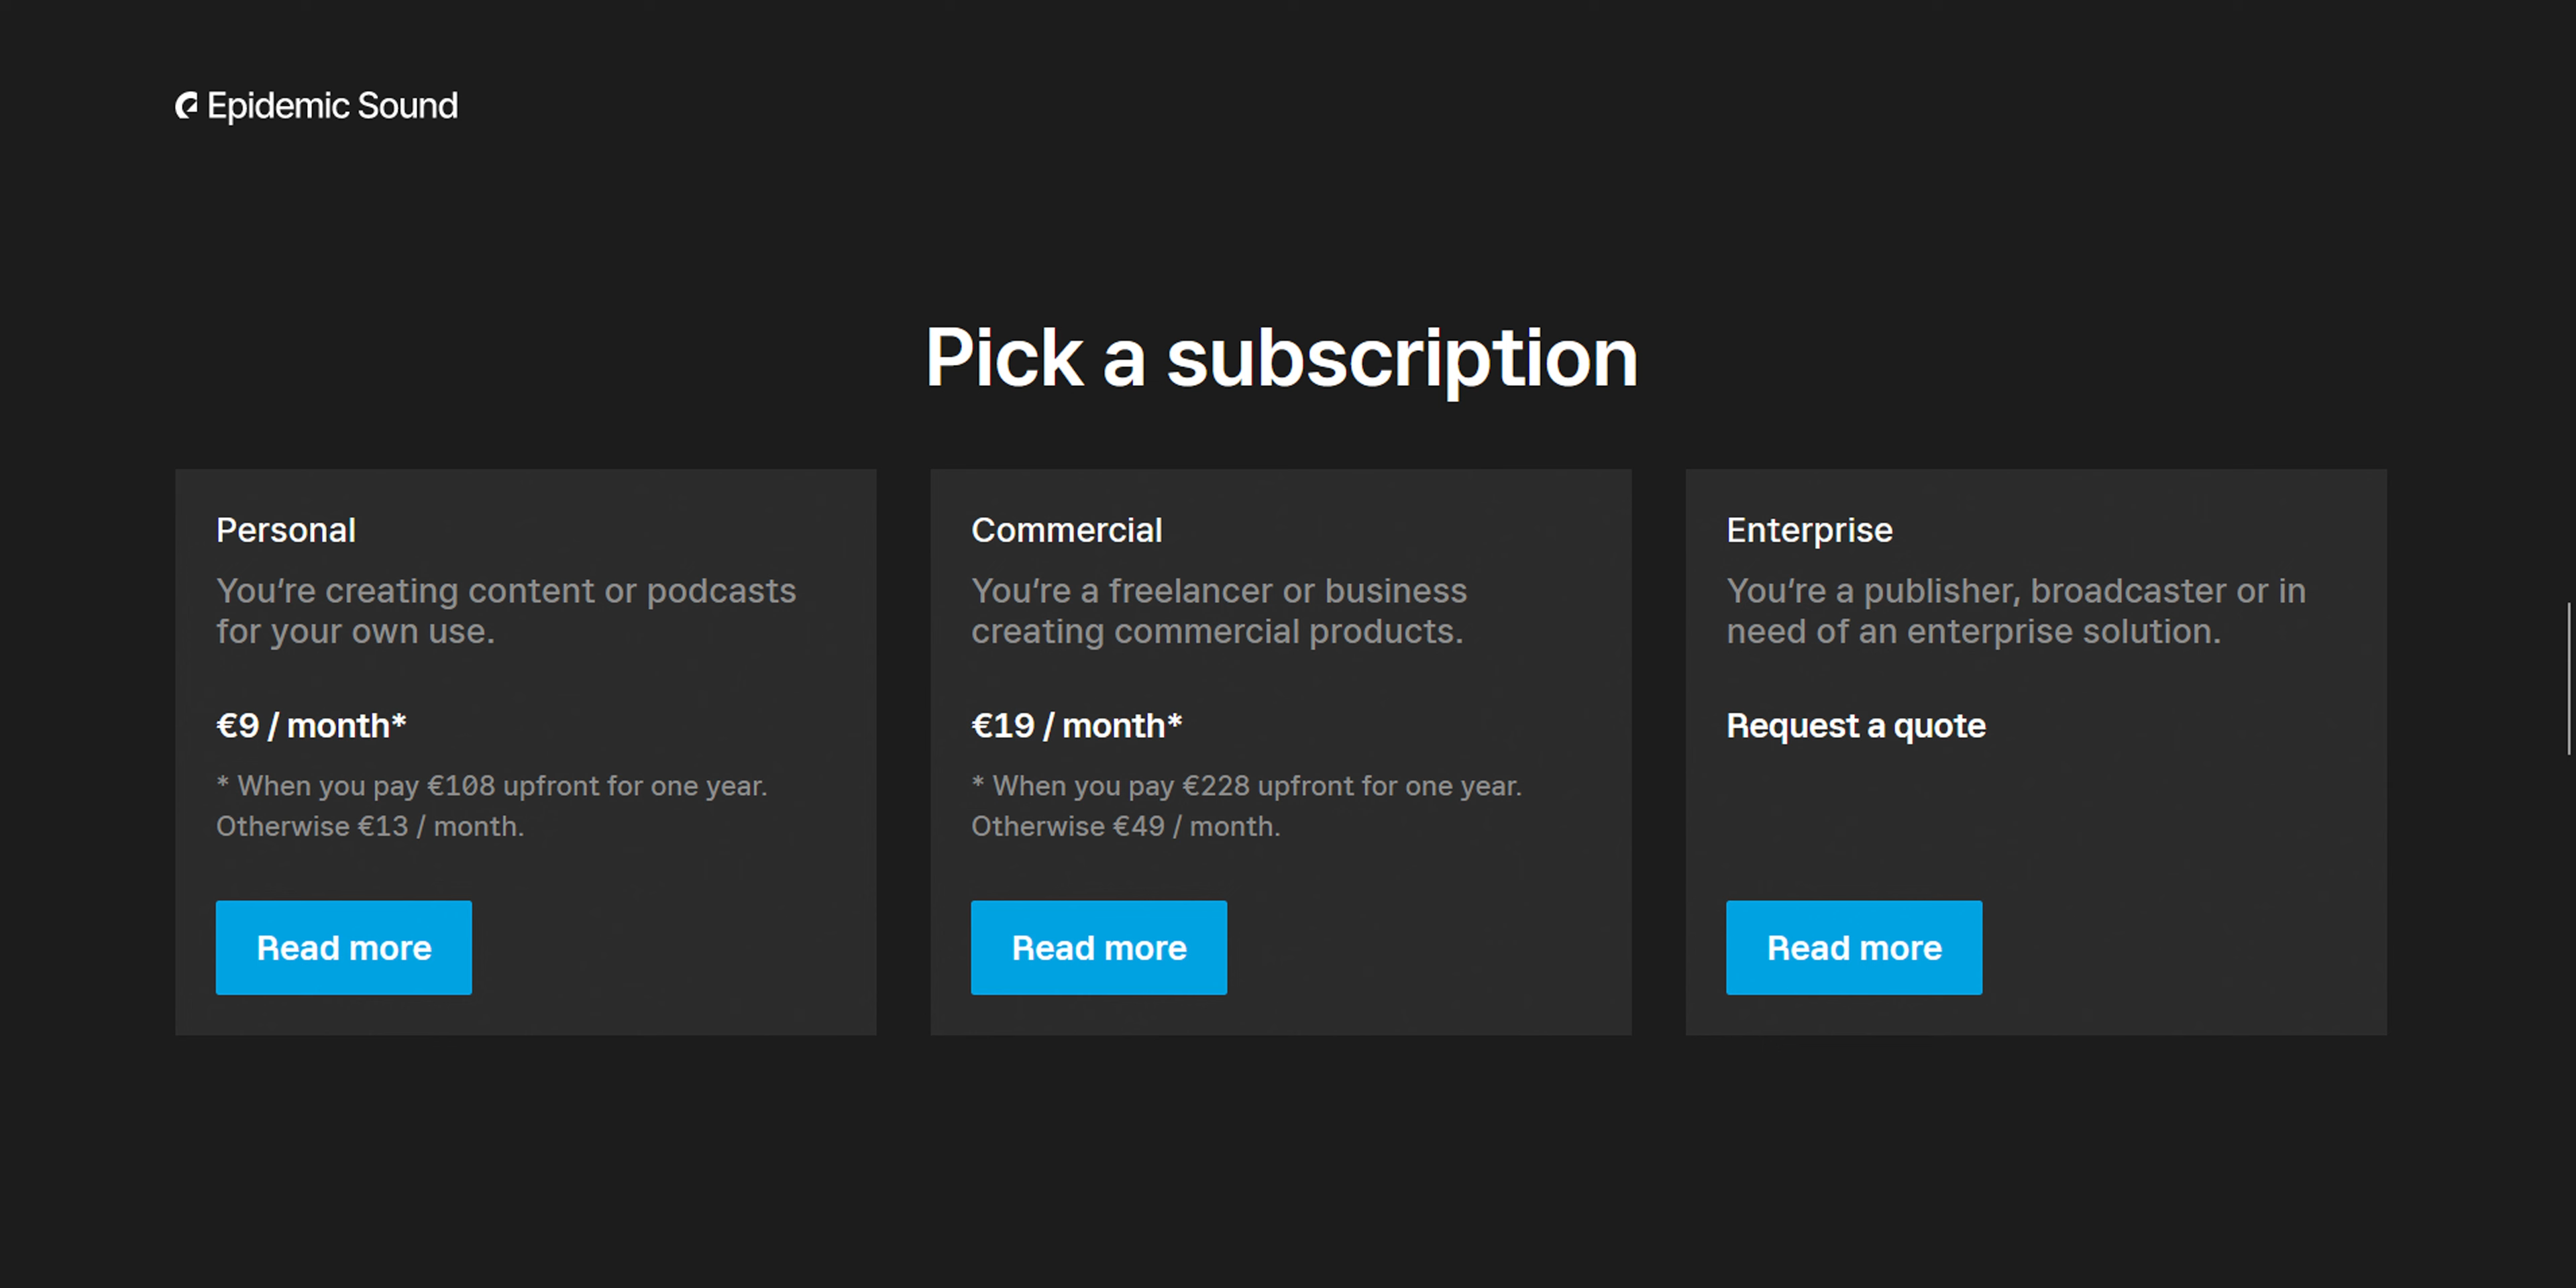 Epidemic Sound
Pick a subscription
Personal
You’re creating content or podcasts
for your own use.
€9 / month*
* When you pay €108 upfront for one year.
Otherwise €13 / month.
Read more
Commercial
You’re a freelancer or business
creating commercial products.
€19 / month*
* When you pay €228 upfront for one year.
Otherwise €49 / month.
Read more
Enterprise
You’re a publisher, broadcaster or in
need of an enterprise solution.
Request a quote
Read more